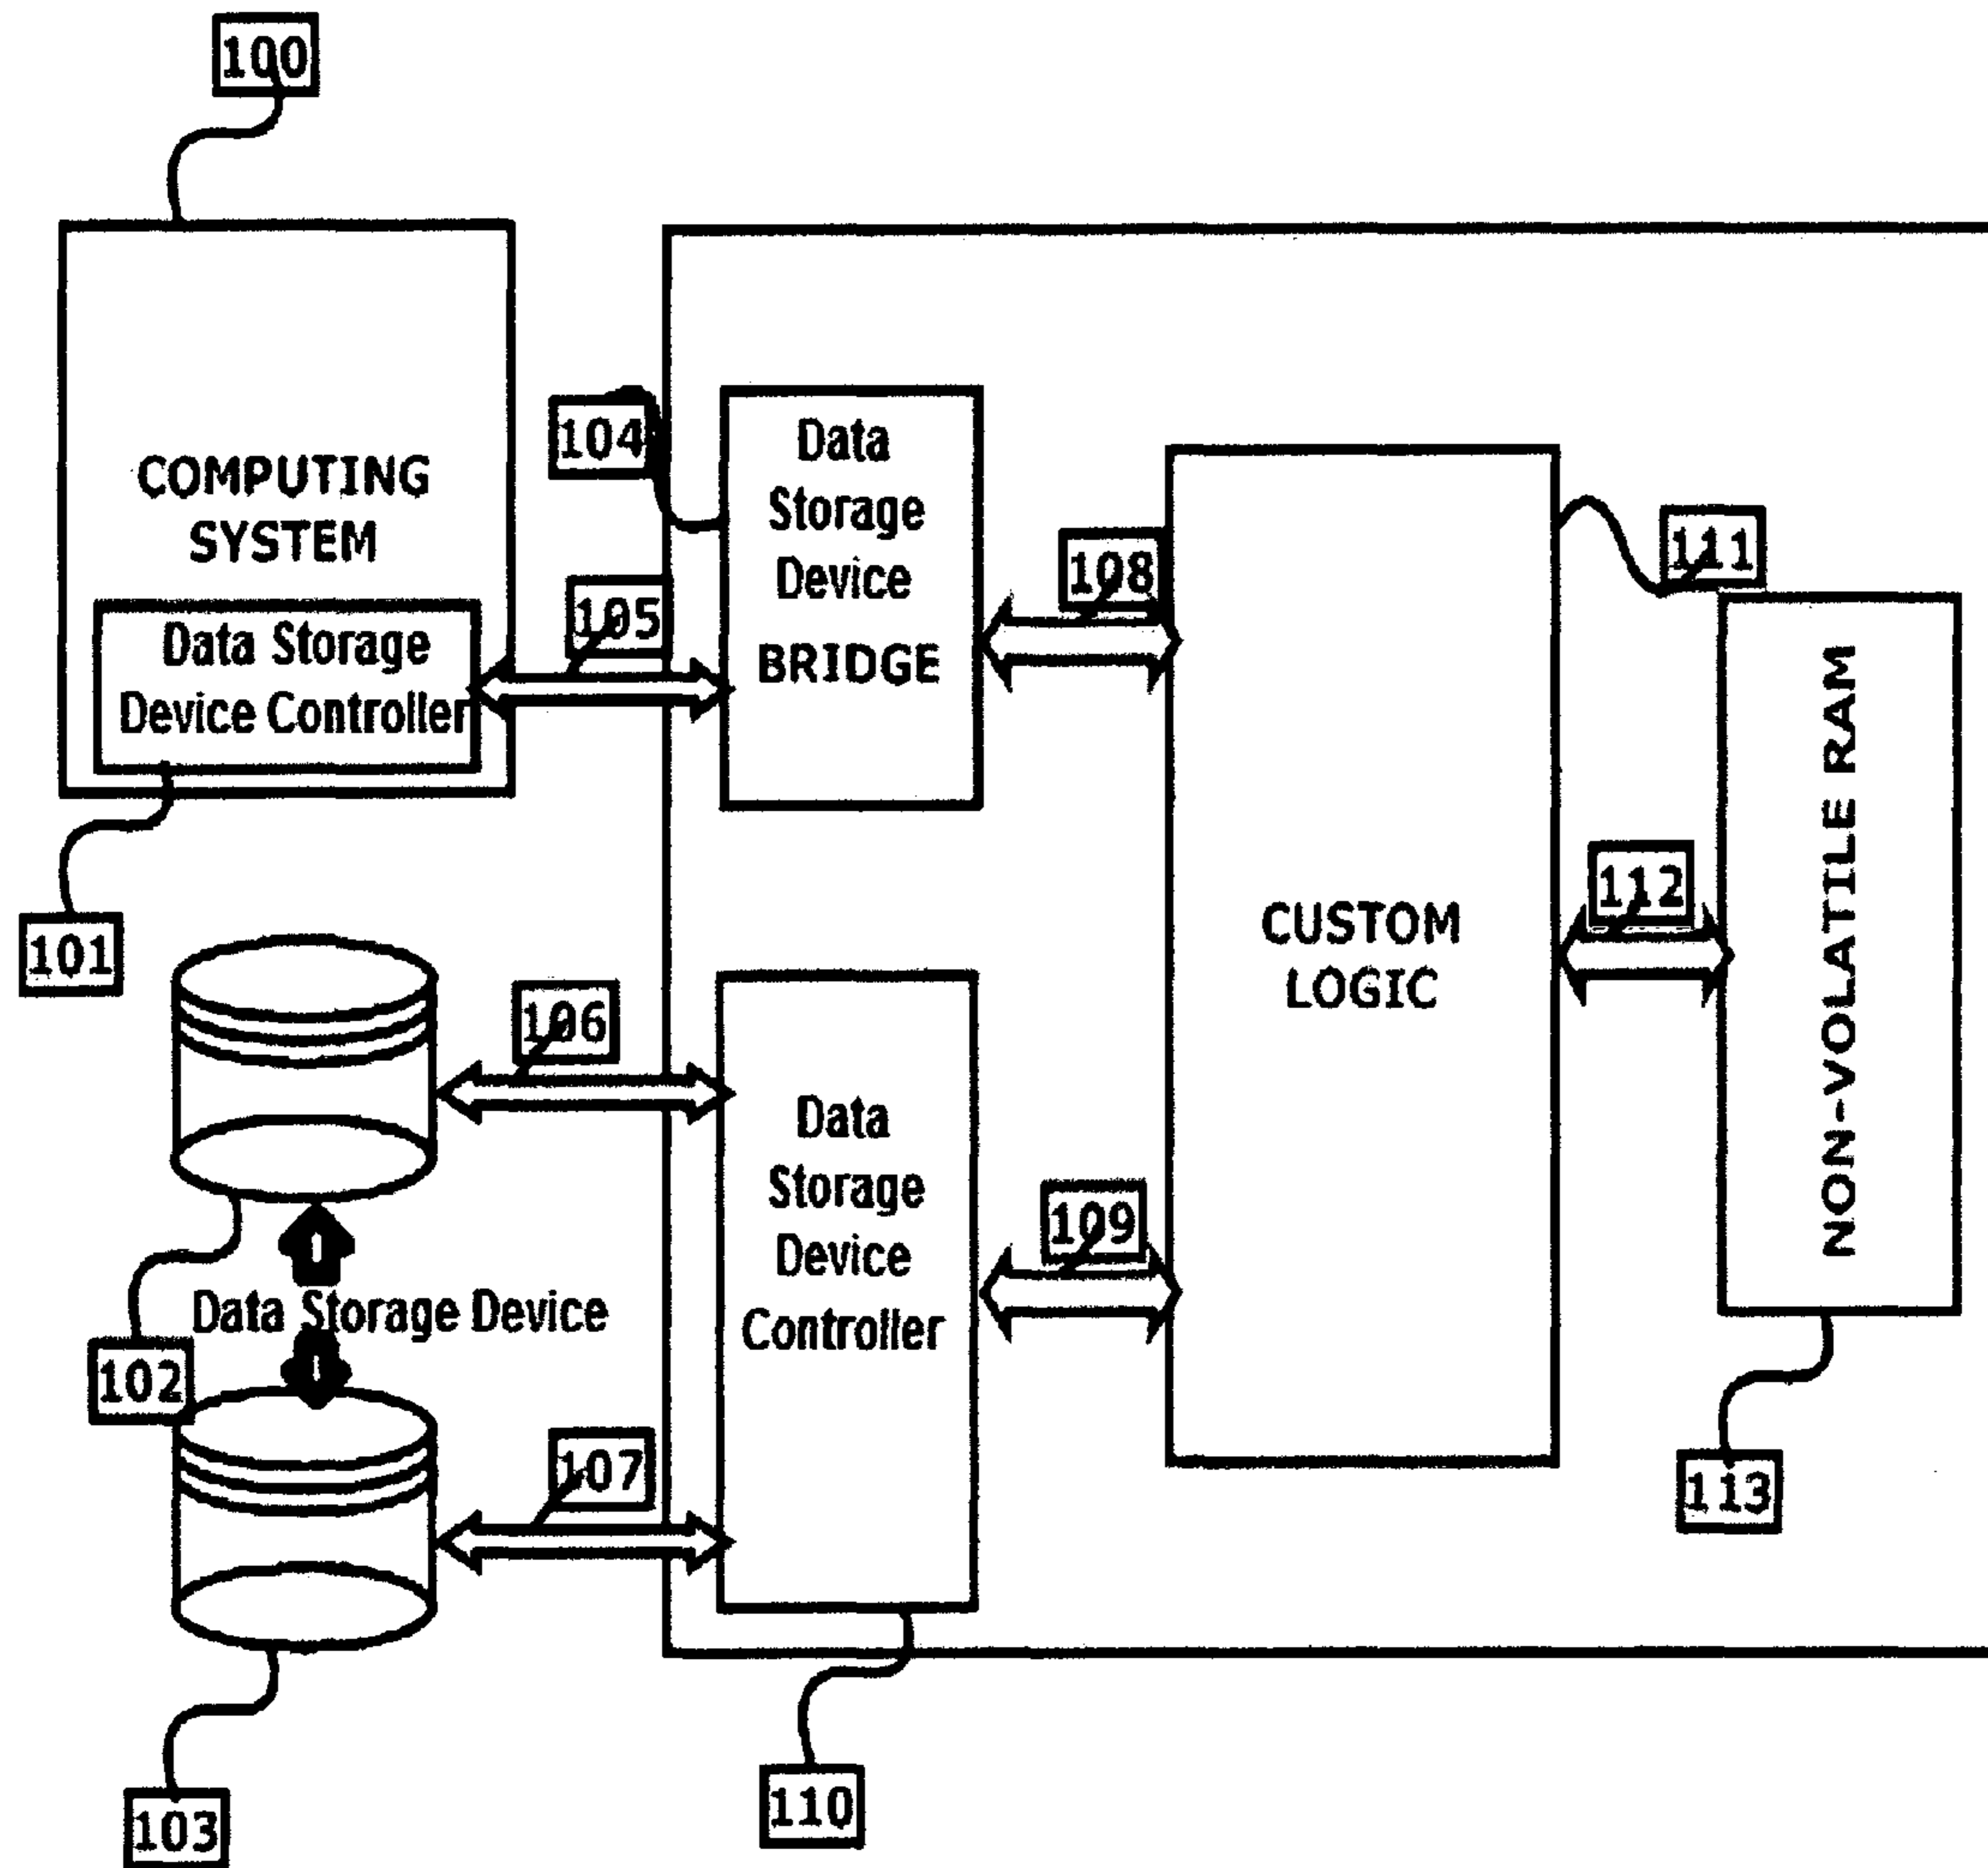 100
COMPUTING
SYSTEM
Data Storage
Device Controller
101
104
105
Data
Storage
Device
BRIDGE
108
111
CUSTOM
LOGIC
112
NON-VOLATILE RAM
113
106
102
Data Storage Device
107
103
Data
Storage
Device
Controller
109
110